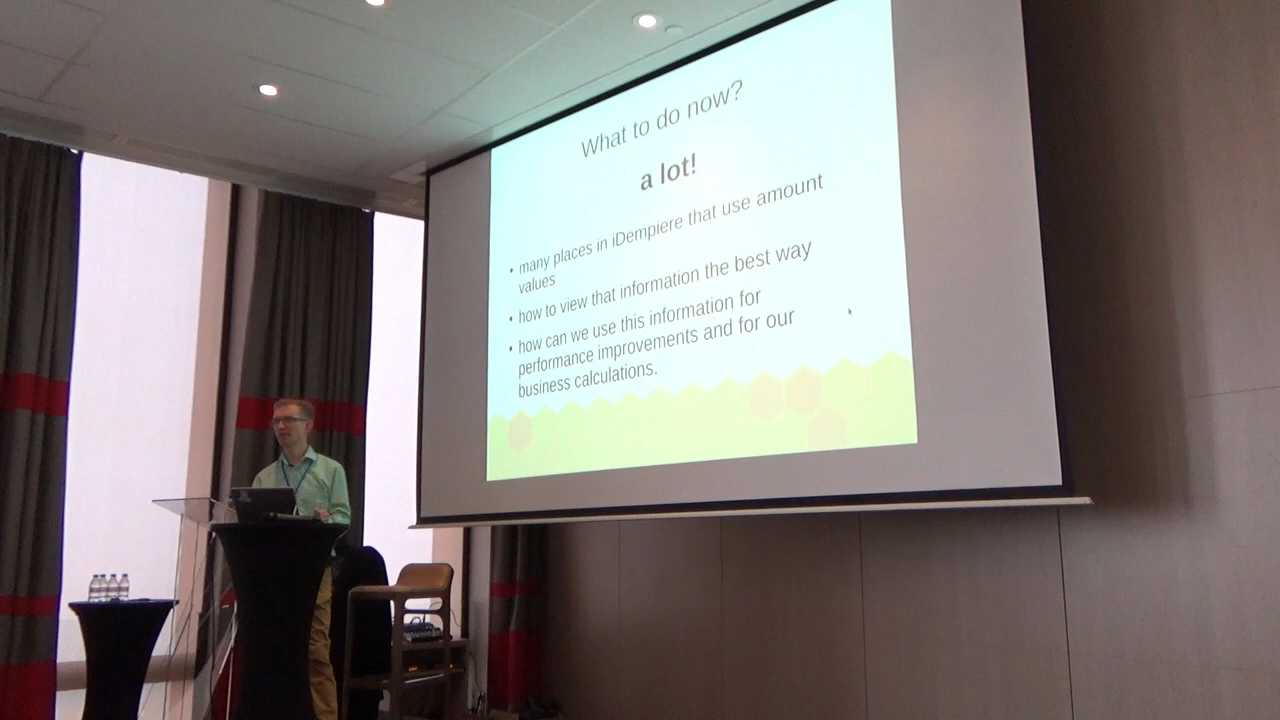 What to do now?
a lot!
• many places in iDempiere that use amount
values
• how to view that information the best way
• how can we use this information for
performance improvements and for our
business calculations.